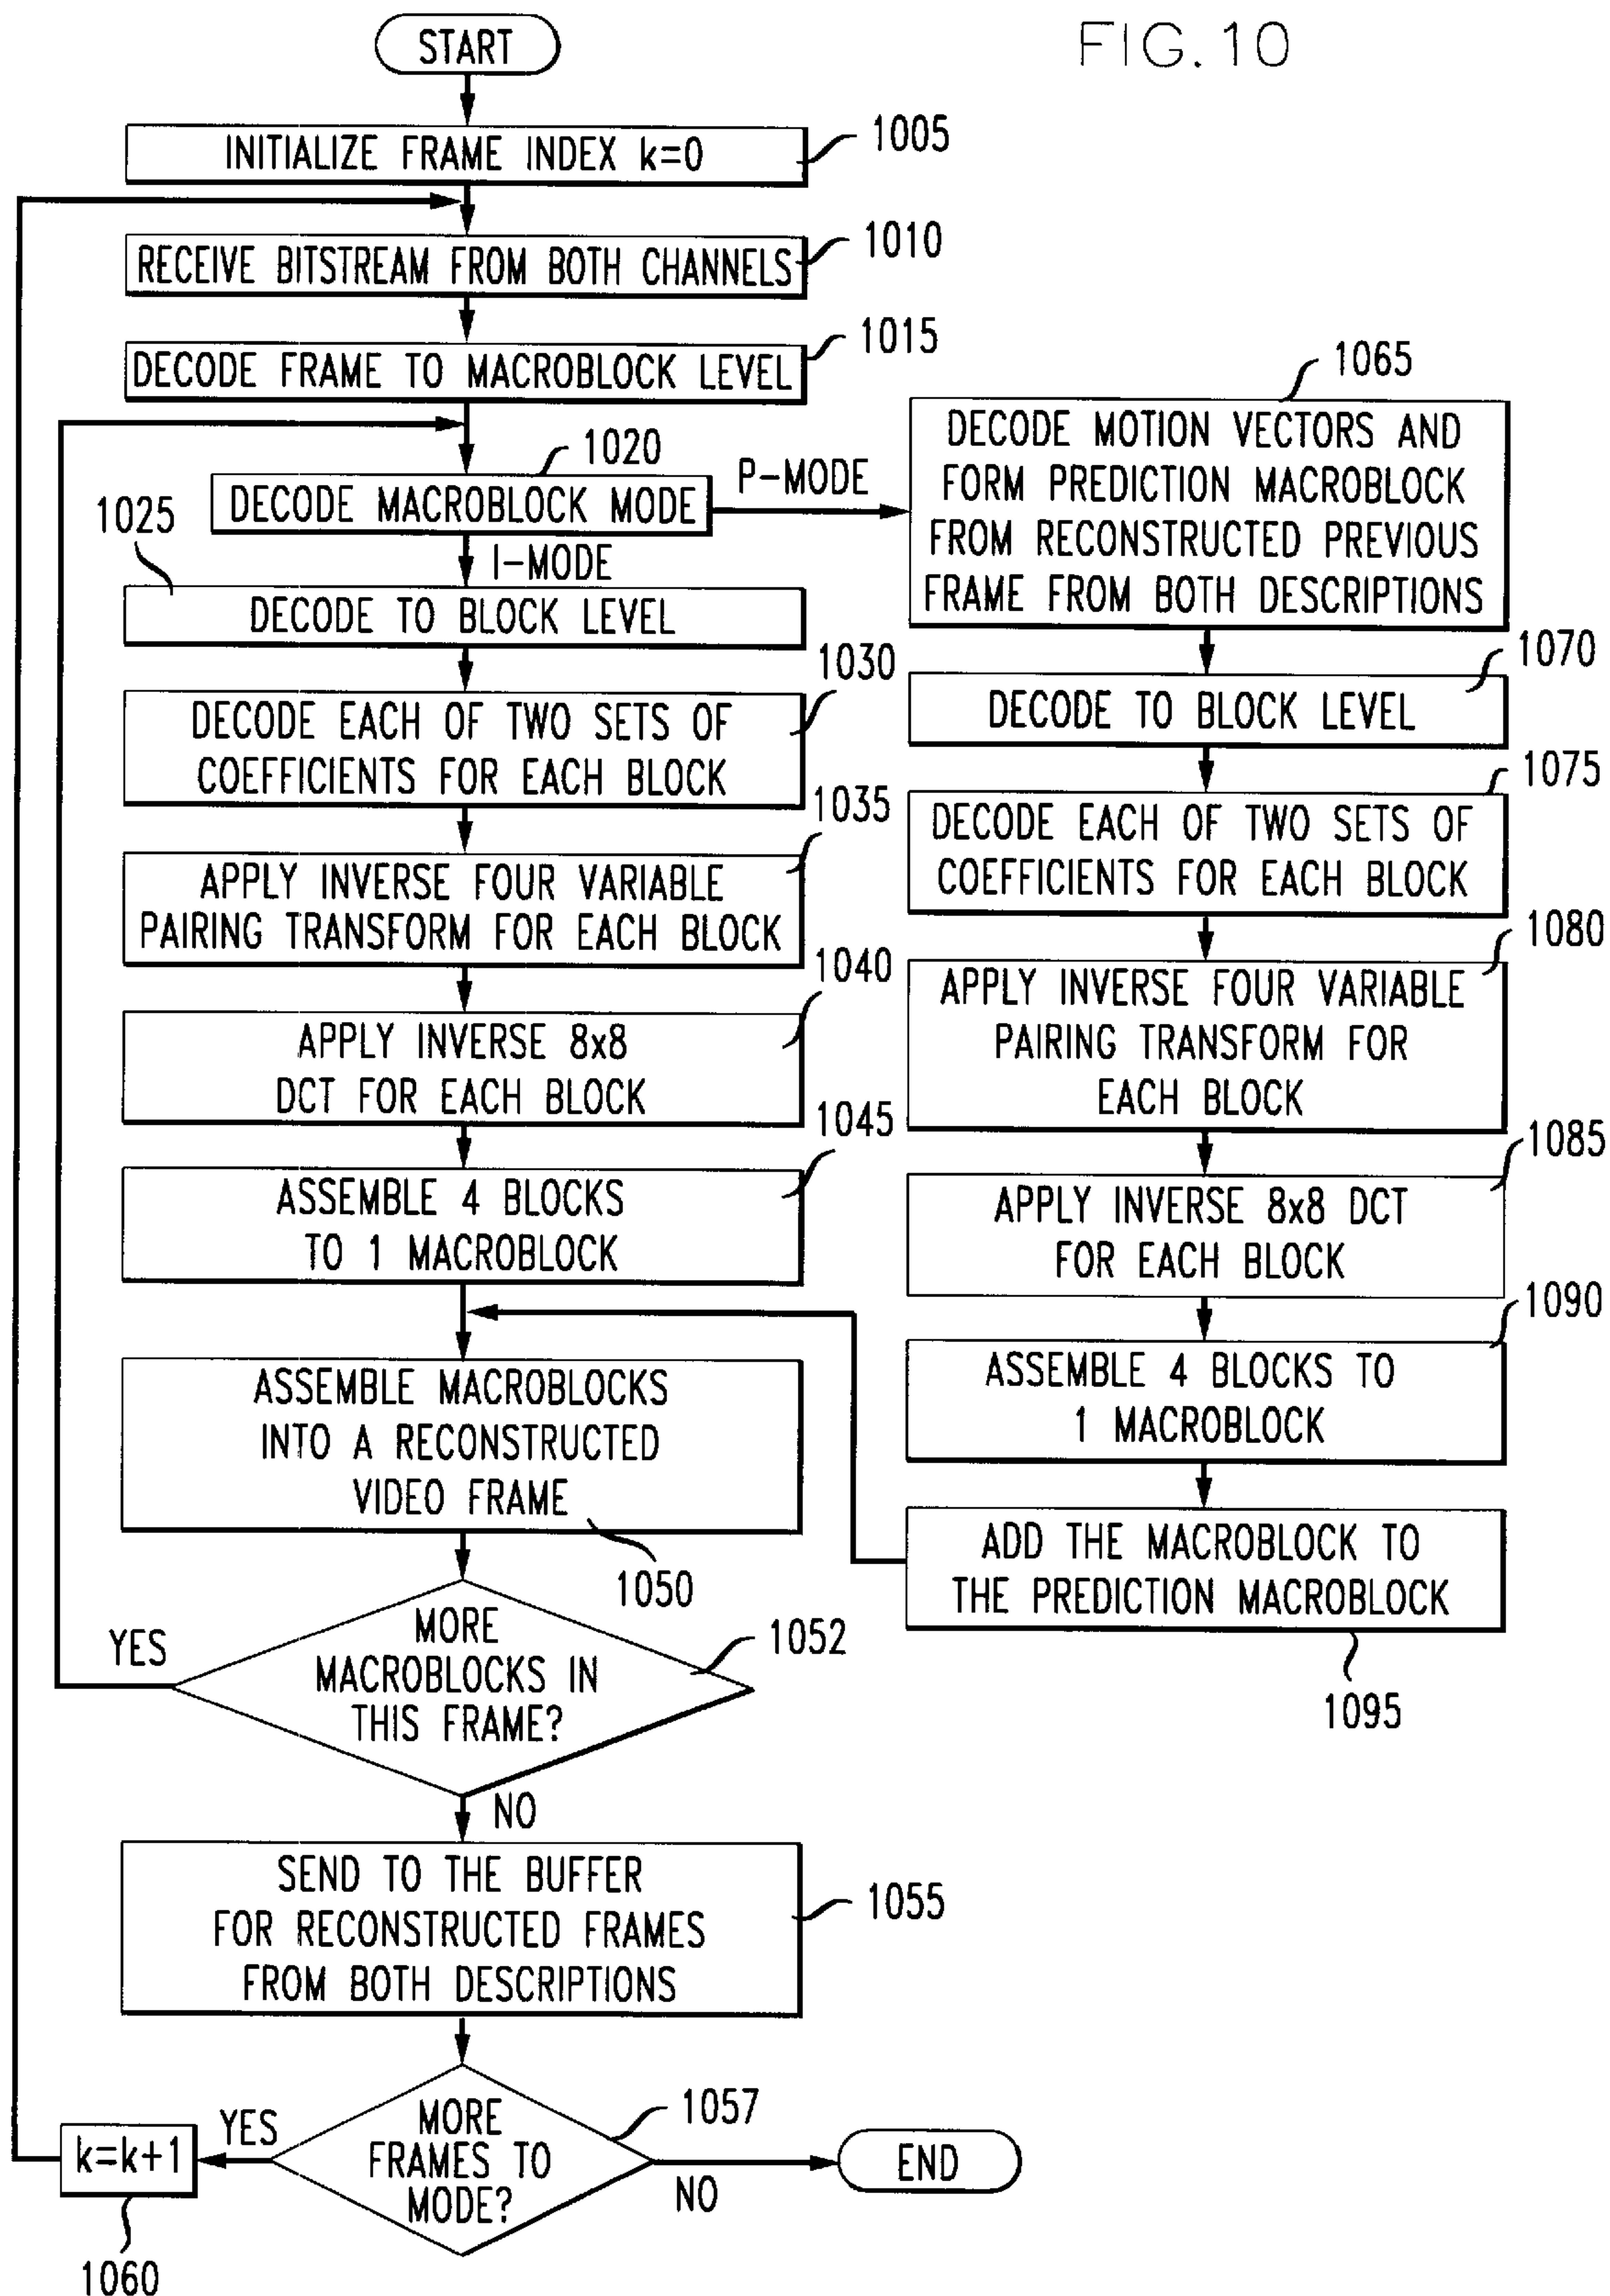 FIG. 10
START
INITIALIZE FRAME INDEX k=0
1005
RECEIVE BITSTREAM FROM BOTH CHANNELS
1010
DECODE FRAME TO MACROBLOCK LEVEL
1015
DECODE MACROBLOCK MODE
1020
P-MODE
I-MODE
1025
DECODE TO BLOCK LEVEL
1030
DECODE EACH OF TWO SETS OF
COEFFICIENTS FOR EACH BLOCK
1035
APPLY INVERSE FOUR VARIABLE
PAIRING TRANSFORM FOR EACH BLOCK
1040
APPLY INVERSE 8x8
DCT FOR EACH BLOCK
1045
ASSEMBLE 4 BLOCKS
TO 1 MACROBLOCK
ASSEMBLE MACROBLOCKS
INTO A RECONSTRUCTED
VIDEO FRAME
1050
MORE
MACROBLOCKS IN
THIS FRAME?
1052
YES
NO
SEND TO THE BUFFER
FOR RECONSTRUCTED FRAMES
FROM BOTH DESCRIPTIONS
1055
MORE
FRAMES TO
MODE?
1057
YES
k=k+1
1060
NO
END
1065
DECODE MOTION VECTORS AND
FORM PREDICTION MACROBLOCK
FROM RECONSTRUCTED PREVIOUS
FRAME FROM BOTH DESCRIPTIONS
1070
DECODE TO BLOCK LEVEL
1075
DECODE EACH OF TWO SETS OF
COEFFICIENTS FOR EACH BLOCK
1080
APPLY INVERSE FOUR VARIABLE
PAIRING TRANSFORM FOR
EACH BLOCK
1085
APPLY INVERSE 8x8 DCT
FOR EACH BLOCK
1090
ASSEMBLE 4 BLOCKS TO
1 MACROBLOCK
ADD THE MACROBLOCK TO
THE PREDICTION MACROBLOCK
1095